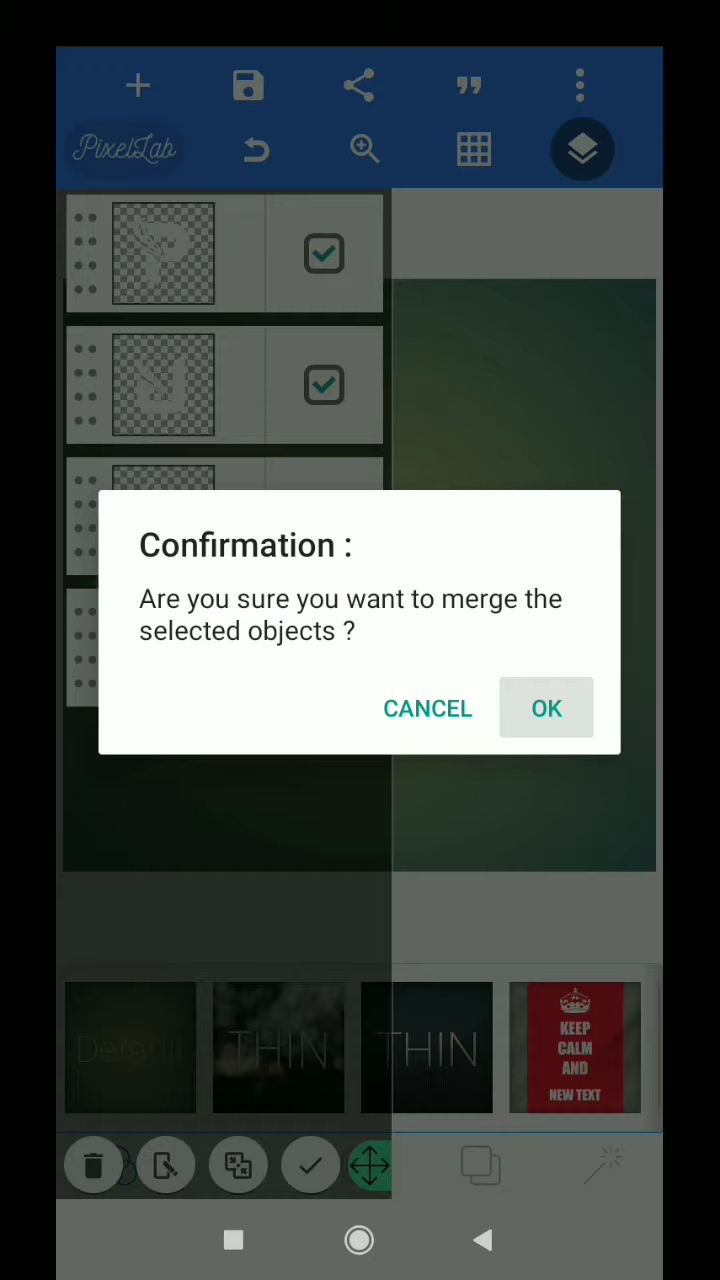 PixelLab
Confirmation :
Are you sure you want to merge the
selected objects ?
CANCEL OK
Default
THIN
THIN
KEEP
CALM
AND
NEW TEXT